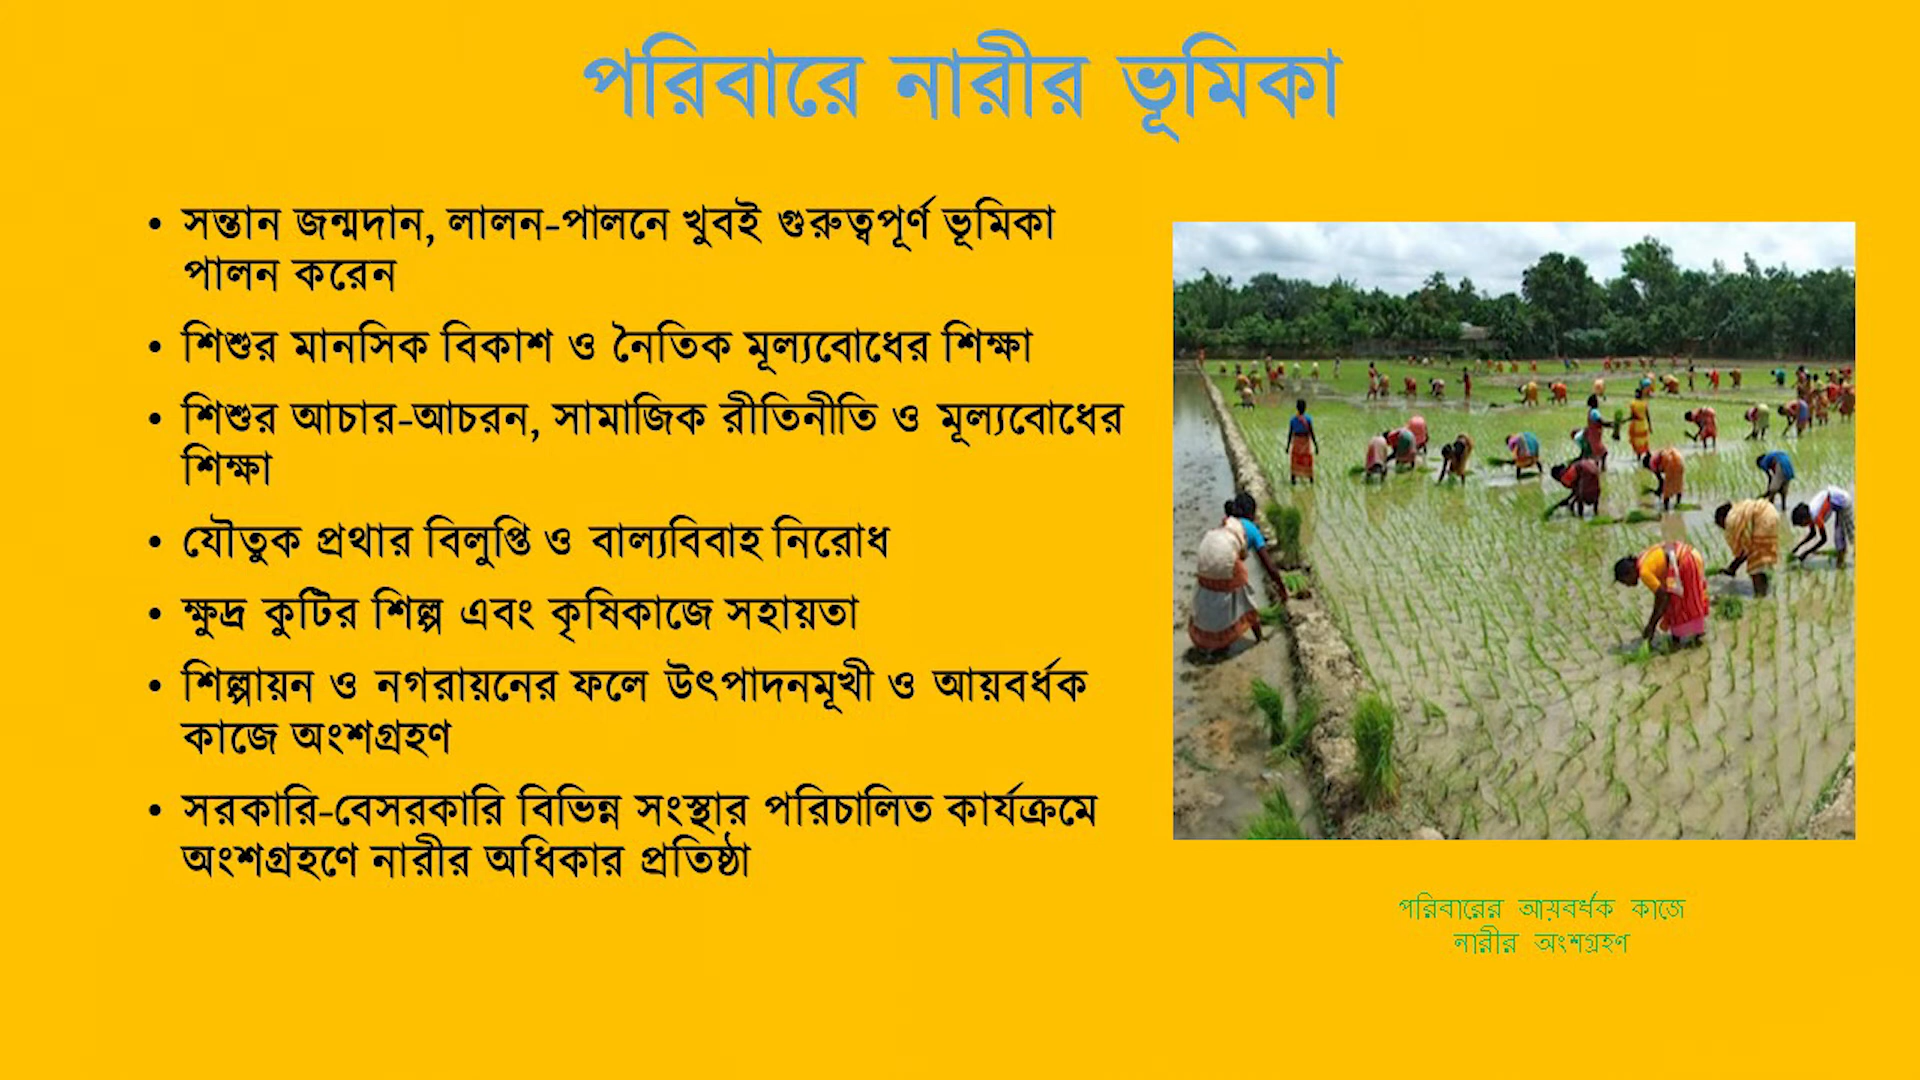 পরিবারে নারীর ভূমিকা
• সন্তান জন্মদান, লালন-পালনে খুবই গুরুত্বপূর্ণ ভূমিকা
পালন করেন
• শিশুর মানসিক বিকাশ ও নৈতিক মূল্যবোধের শিক্ষা
• শিশুর আচার-আচরন, সামাজিক রীতিনীতি ও মূল্যবোধের
শিক্ষা
• যৌতুক প্রথার বিলুপ্তি ও বাল্যবিবাহ নিরোধ
• ক্ষুদ্র কুটির শিল্প এবং কৃষিকাজে সহায়তা
• শিল্পায়ন ও নগরায়নের ফলে উৎপাদনমূখী ও আয়বর্ধক
কাজে অংশগ্রহণ
• সরকারি-বেসরকারি বিভিন্ন সংস্থার পরিচালিত কার্যক্রমে
অংশগ্রহণে নারীর অধিকার প্রতিষ্ঠা
পরিবারের আয়বর্ধক কাজে
নারীর অংশগ্রহণ